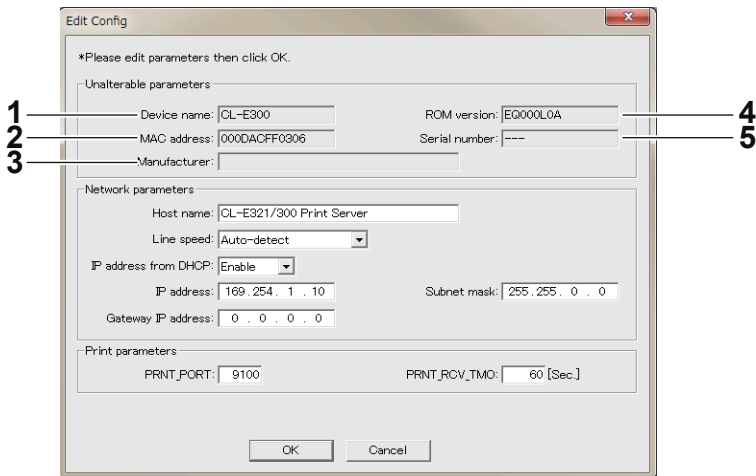 Edit Config
*Please edit parameters then click OK.
Unalterable parameters
1 Device name: CL-E300 ROM version: EQ000L0A 4
2 MAC address: 000DACFF0306 Serial number: --- 5
3 Manufacturer:
Network parameters
Host name: CL-E321/300 Print Server
Line speed: Auto-detect
IP address from DHCP: Enable
IP address: 169.254. 1 . 10 Subnet mask: 255.255. 0 . 0
Gateway IP address: 0 . 0 . 0 . 0
Print parameters
PRNT_PORT: 9100 PRNT_RCV_TMO: 60 [Sec.]
OK Cancel